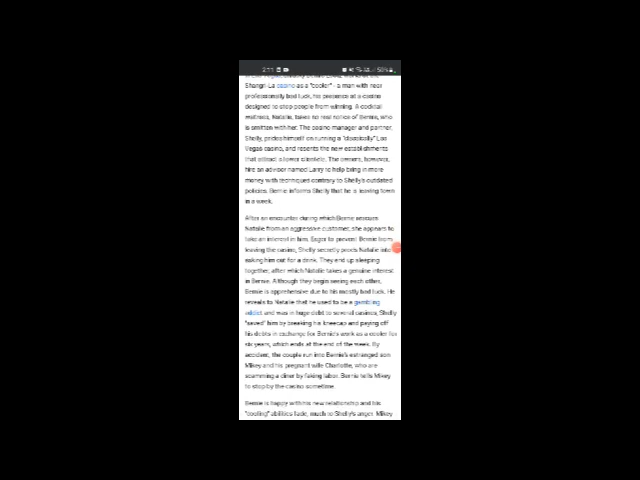 Shangri-La casino as a "cooler" - a man with near
professionally bad luck, his presence at a casino
designed to stop people from winning. A cocktail
waitress, Natalie, takes no real notice of Bernie, who
is smitten with her. The casino manager and partner,
Shelly, prides himself on running a "classically" Las
Vegas casino, and resents the new establishments
that attract a lower clientele. The owners, however,
hire an advisor named Larry to help bring in more
money with techniques contrary to Shelly's outdated
policies. Bernie informs Shelly that he is leaving town
in a week.
After an encounter during which Bernie rescues
Natalie from an aggressive customer, she appears to
take an interest in him. Eager to prevent Bernie from
leaving the casino, Shelly secretly prods Natalie into
asking him out for a drink. They end up sleeping
together, after which Natalie takes a genuine interest
in Bernie. Although they begin seeing each other,
Bernie is apprehensive due to his mostly bad luck. He
reveals to Natalie that he used to be a gambling
addict and was in huge debt to several casinos; Shelly
"saved" him by breaking his kneecap and paying off
his debts in exchange for Bernie's work as a cooler for
six years, which ends at the end of the week. By
accident, the couple run into Bernie's estranged son
Mikey and his pregnant wife Charlotte, who are
scamming a diner by faking labor. Bernie tells Mikey
to stop by the casino sometime.
Bernie is happy with his new relationship and his
"cooling" abilities fade, much to Shelly's anger. Mikey